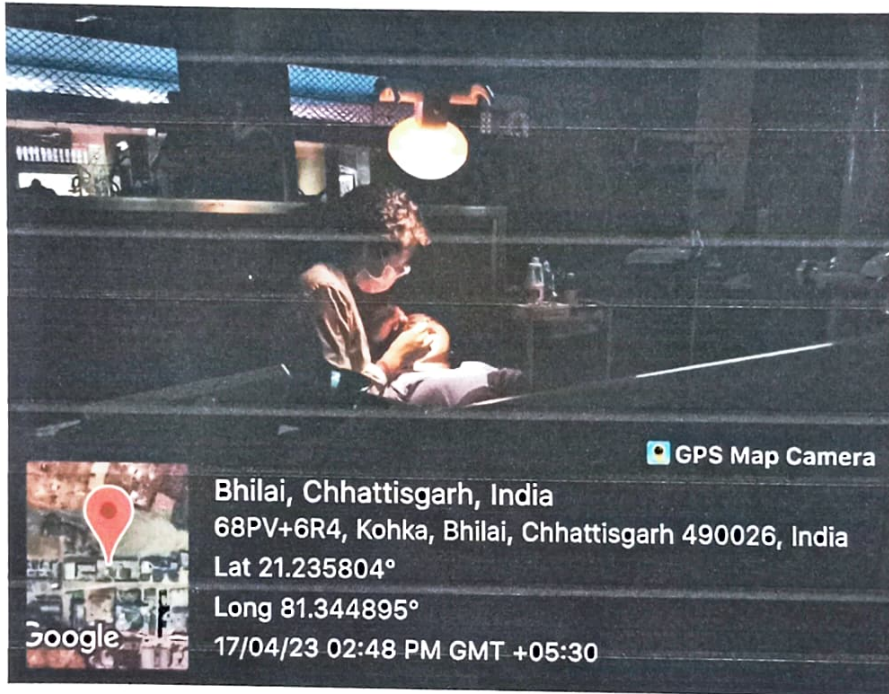 GPS Map Camera
Bhilai, Chhattisgarh, India
68PV+6R4, Kohka, Bhilai, Chhattisgarh 490026, India
Lat 21.235804°
Long 81.344895°
17/04/23 02:48 PM GMT +05:30
Google